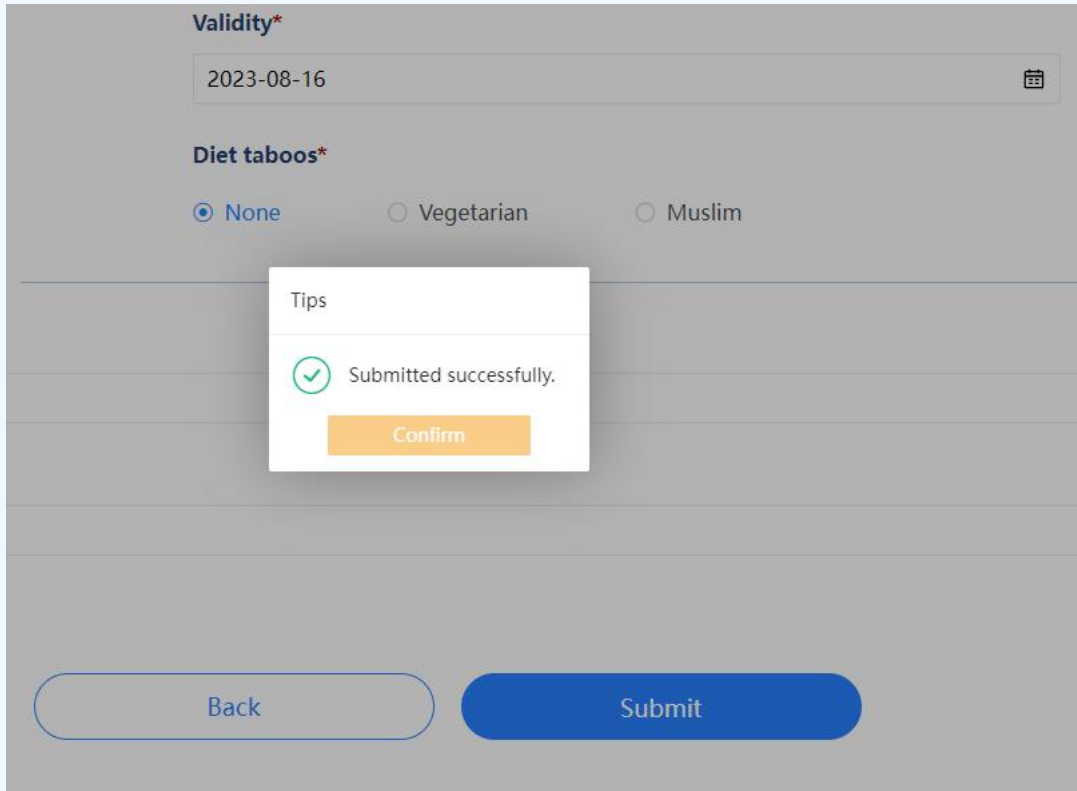 Validity*
2023-08-16
Diet taboos*
None Vegetarian Muslim
Tips
Submitted successfully.
Confirm
Back Submit